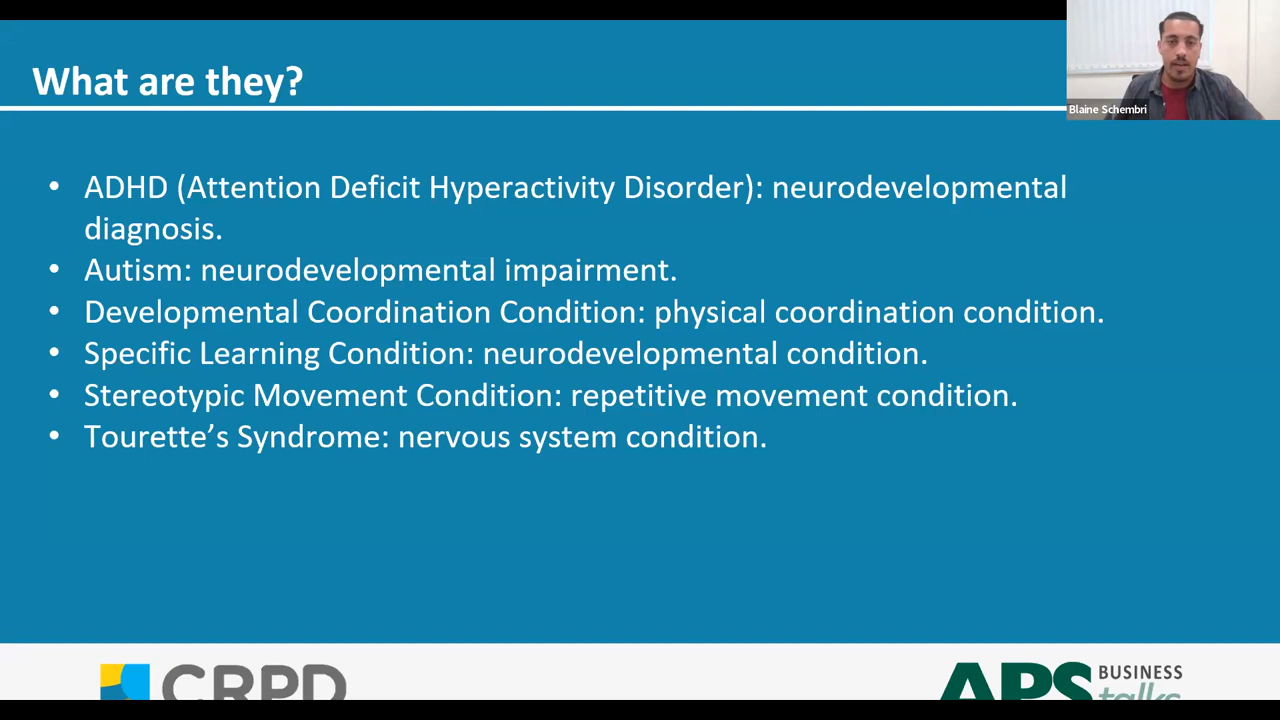 What are they?
Blaine Schembri
• ADHD (Attention Deficit Hyperactivity Disorder): neurodevelopmental
diagnosis.
• Autism: neurodevelopmental impairment.
• Developmental Coordination Condition: physical coordination condition.
• Specific Learning Condition: neurodevelopmental condition.
• Stereotypic Movement Condition: repetitive movement condition.
• Tourette’s Syndrome: nervous system condition.
CRPD
APS BUSINESS
talks